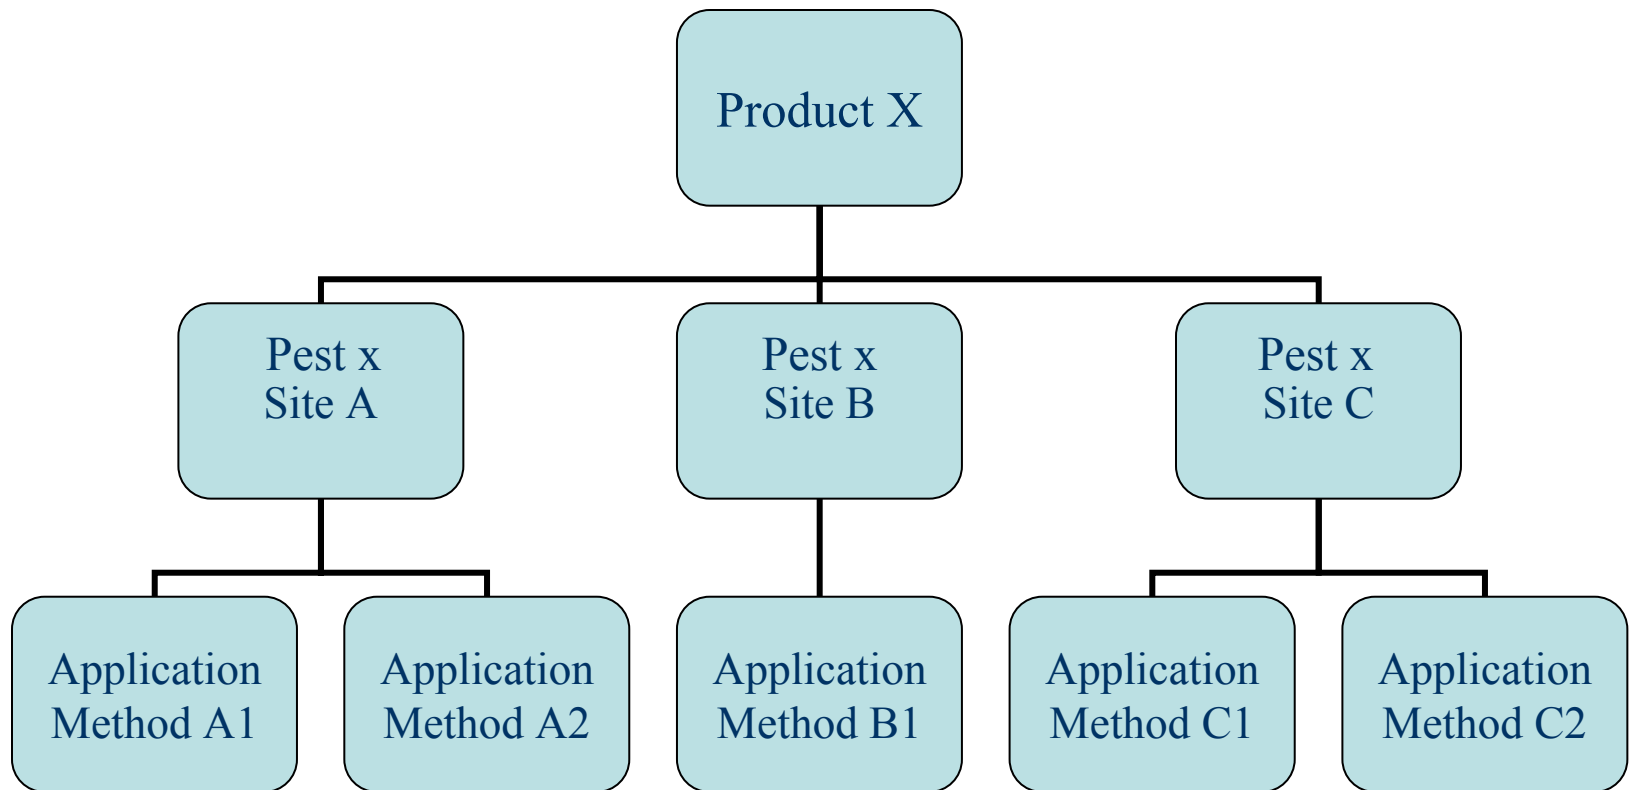 Product X
Pest x
Site A
Pest x
Site B
Pest x
Site C
Application
Method A1
Application
Method A2
Application
Method B1
Application
Method C1
Application
Method C2